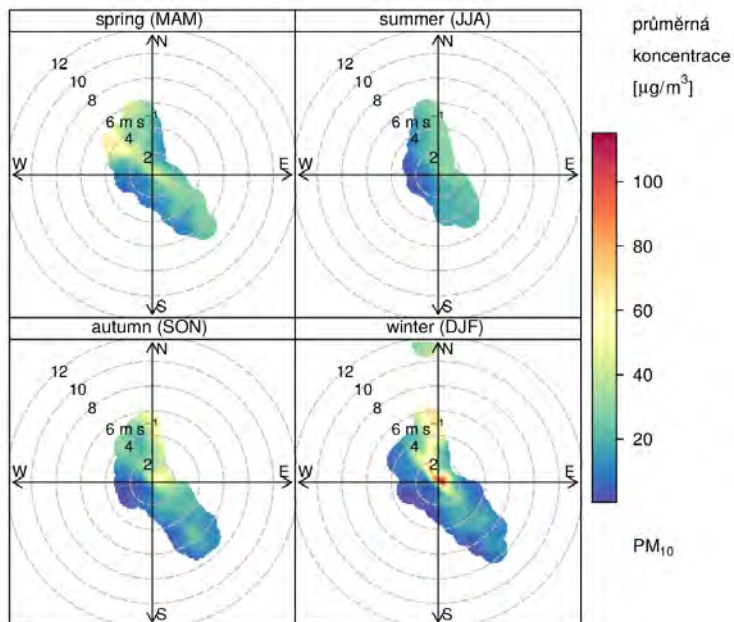 spring (MAM)
N
12
10
8
6 m s⁻¹
4
2
W
E
S
summer (JJA)
N
12
10
8
6 m s⁻¹
4
2
W
E
S
autumn (SON)
N
12
10
8
6 m s⁻¹
4
2
W
E
S
winter (DJF)
N
12
10
8
6 m s⁻¹
4
2
W
E
S
průměrná
koncentrace
[µg/m³]
100
80
60
40
20
PM₁₀